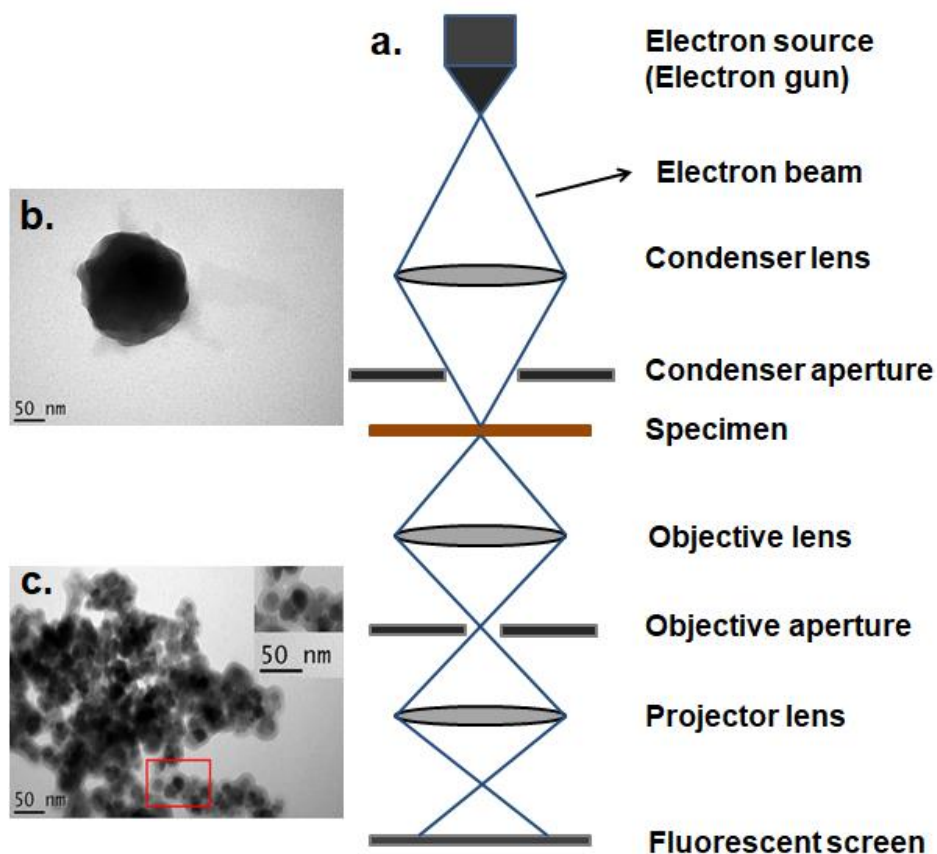 a.
Electron source
(Electron gun)
Electron beam
b.
Condenser lens
Condenser aperture
50 nm
Specimen
Objective lens
c.
Objective aperture
50 nm
Projector lens
50 nm
Fluorescent screen